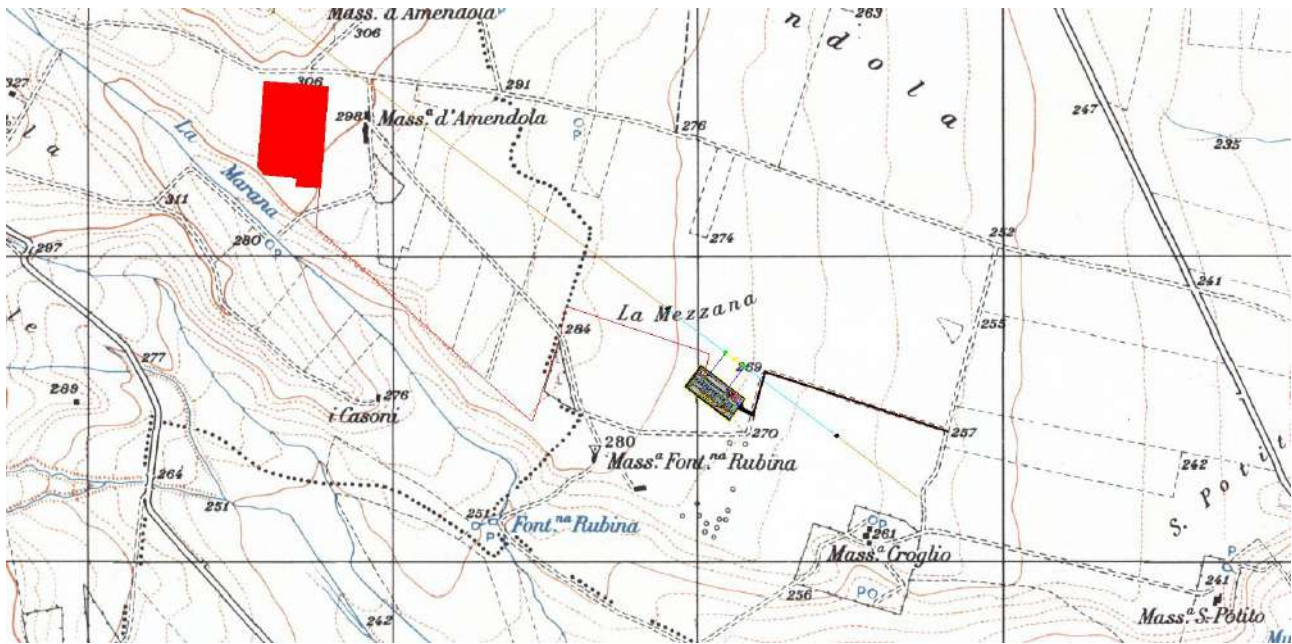 Mass. d'Amendola
306
263
n d o l a
327
306
291
247
298
Mass.ª d'Amendola
P
276
235
La Marana
l a
311
280
P
274
252
297
241
l e
La Mezzana
255
284
277
269
289
276
i Casoni
270
257
280
Mass.ª Font.na Rubina
242
264
251
251
Font.na Rubina
P
P
261
Mass.ª Croglio
S. Potit
P
256
P
241
242
Mass.ª S. Potito
Mu